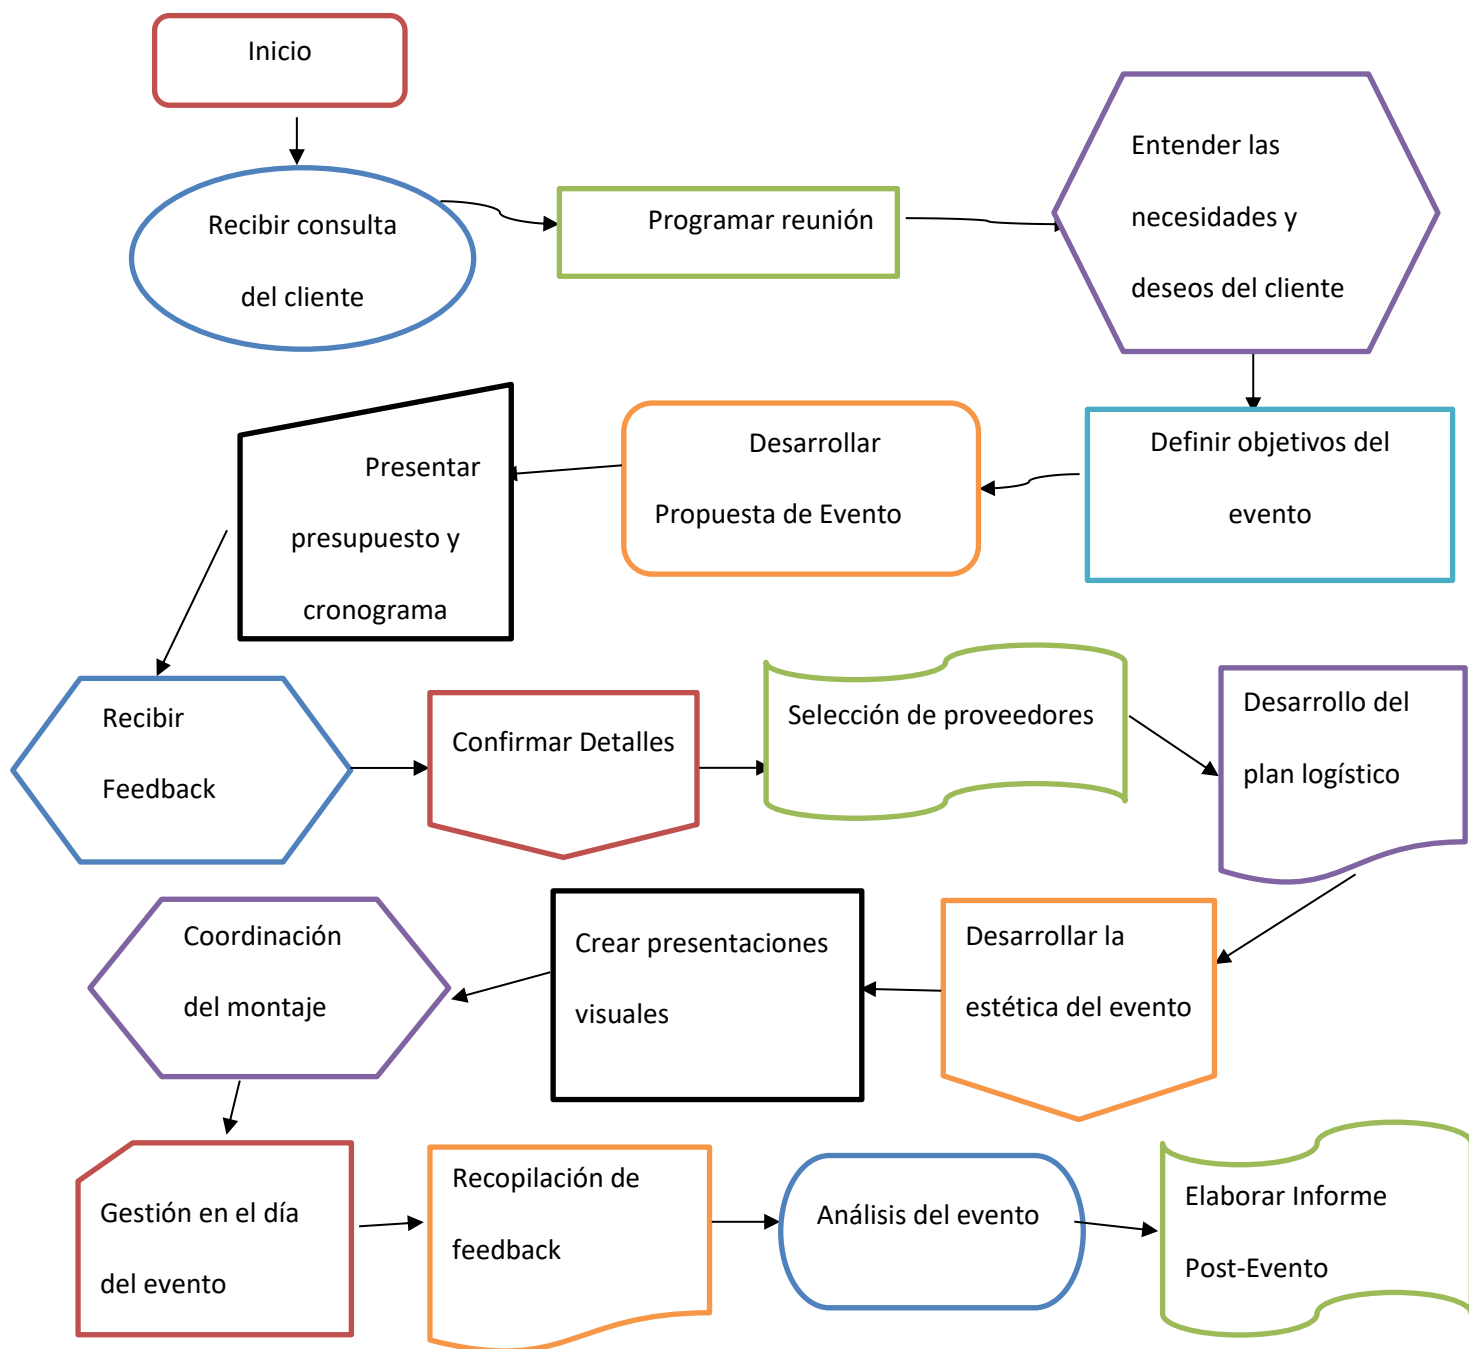 Inicio
Recibir consulta
del cliente
Programar reunión
Entender las
necesidades y
deseos del cliente
Definir objetivos del
evento
Desarrollar
Propuesta de Evento
Presentar
presupuesto y
cronograma
Recibir
Feedback
Confirmar Detalles
Selección de proveedores
Desarrollo del
plan logístico
Desarrollar la
estética del evento
Crear presentaciones
visuales
Coordinación
del montaje
Gestión en el día
del evento
Recopilación de
feedback
Análisis del evento
Elaborar Informe
Post-Evento